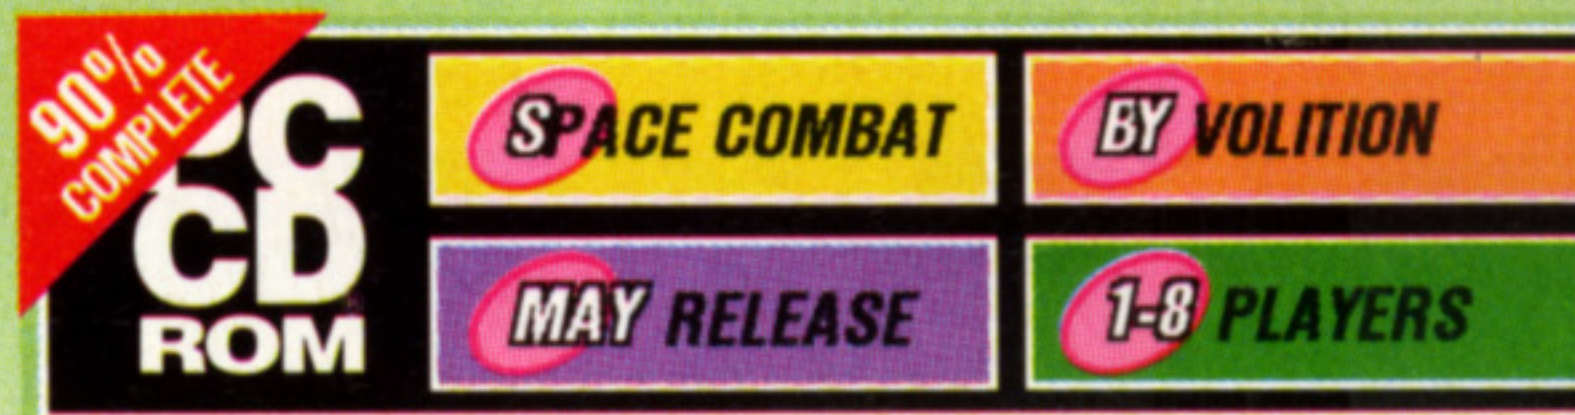 90%
COMPLETE
PC
CD
ROM
SPACE COMBAT
BY VOLITION
MAY RELEASE
1-8 PLAYERS